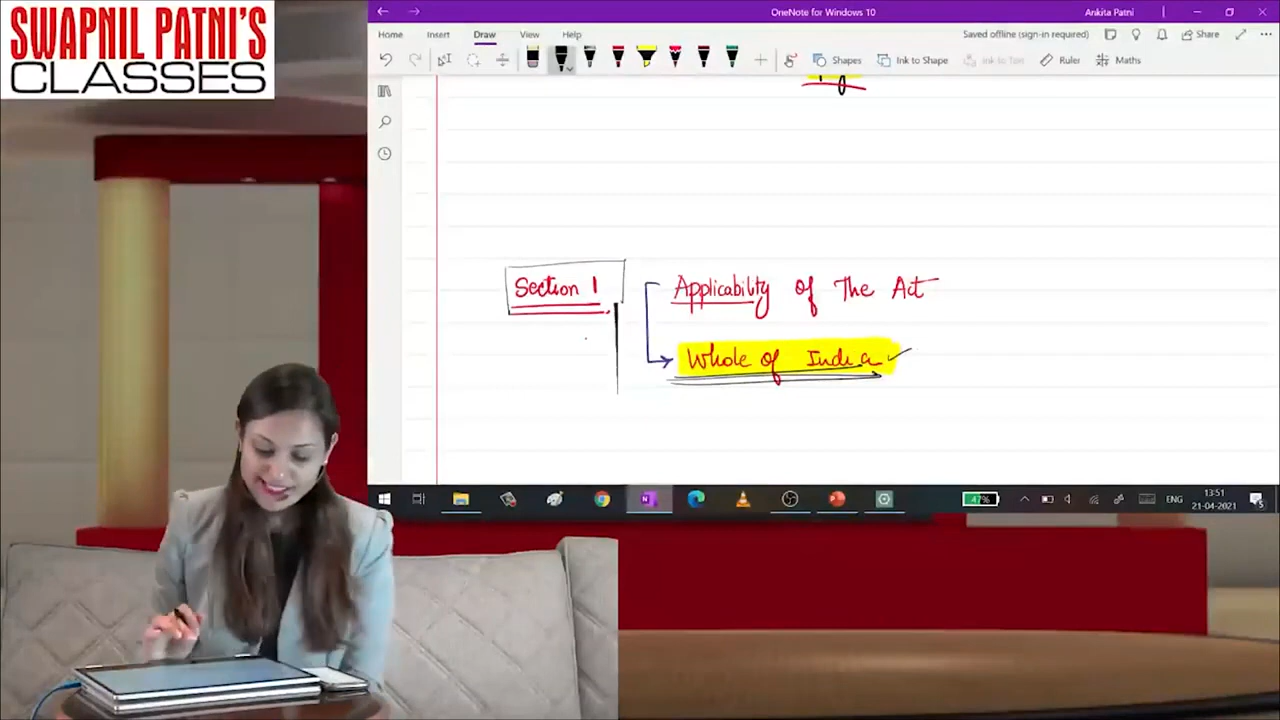 SWAPNIL PATNI'S
CLASSES
OneNote for Windows 10
Ankita Patni
Home Insert Draw View Help
Saved offline (sign-in required)
Share
Shapes
Ink to Shape
Ink to Text
Ruler
Maths
Section 1
Applicability of The Act
Whole of India
47%
ENG
13:51
21-04-2021
5